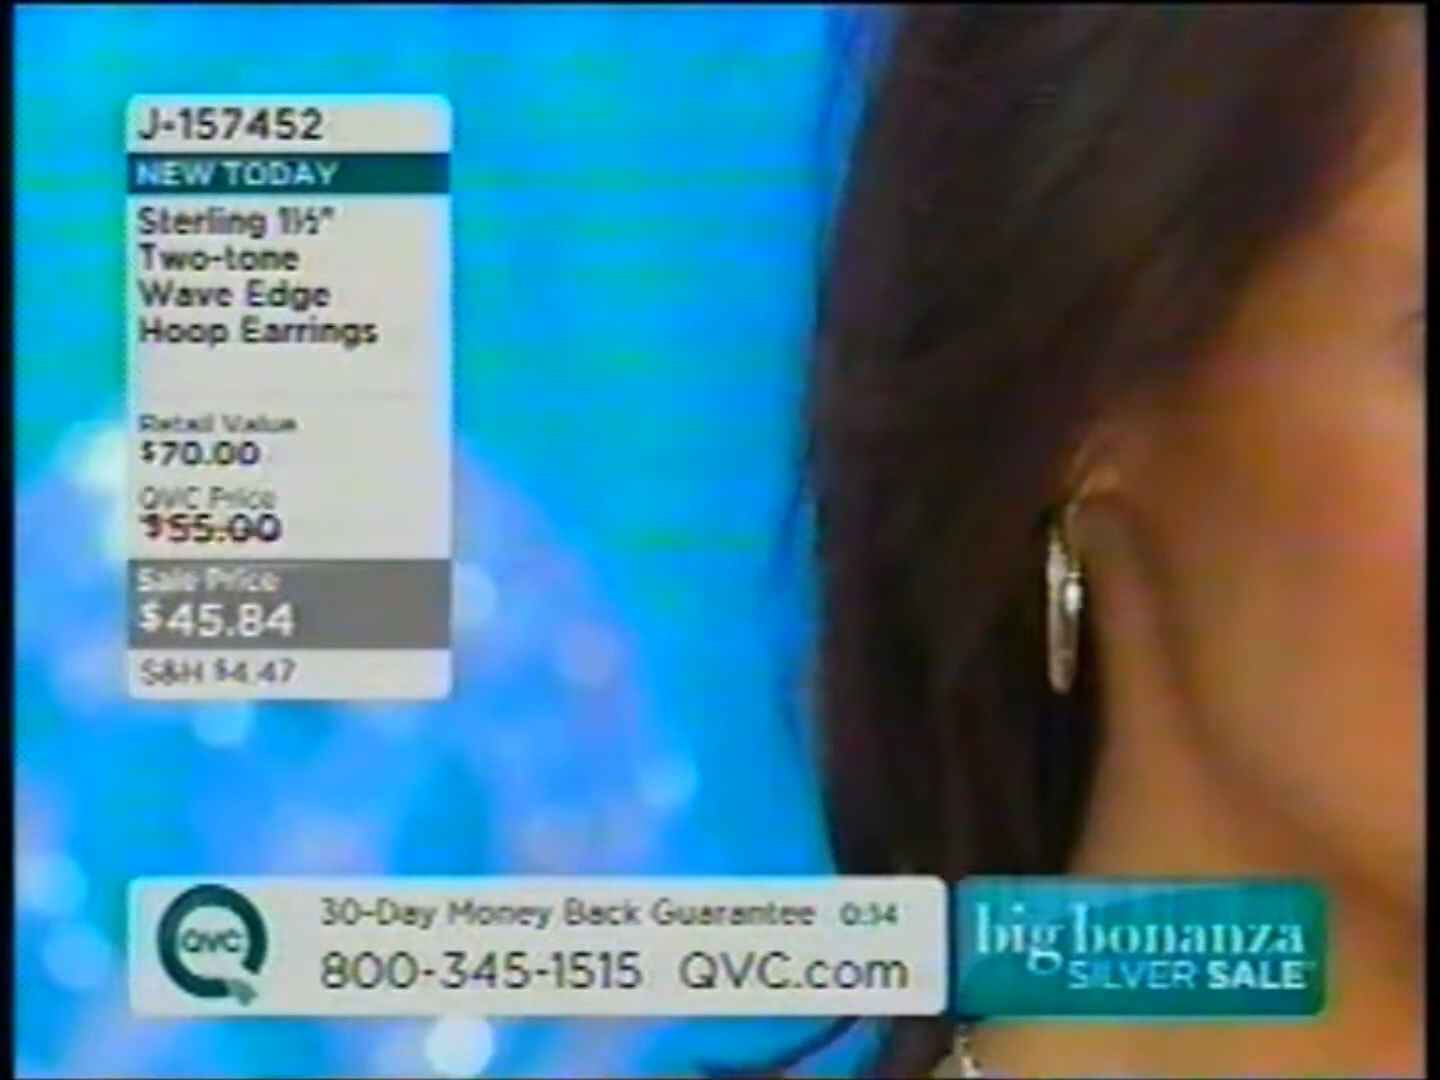 J-157452
NEW TODAY
Sterling 1½"
Two-tone
Wave Edge
Hoop Earrings
Retail Value
$70.00
QVC Price
$55.00
Sale Price
$45.84
S&H $4.47
QVC
30-Day Money Back Guarantee 0:14
800-345-1515 QVC.com
big bonanza
SILVER SALE